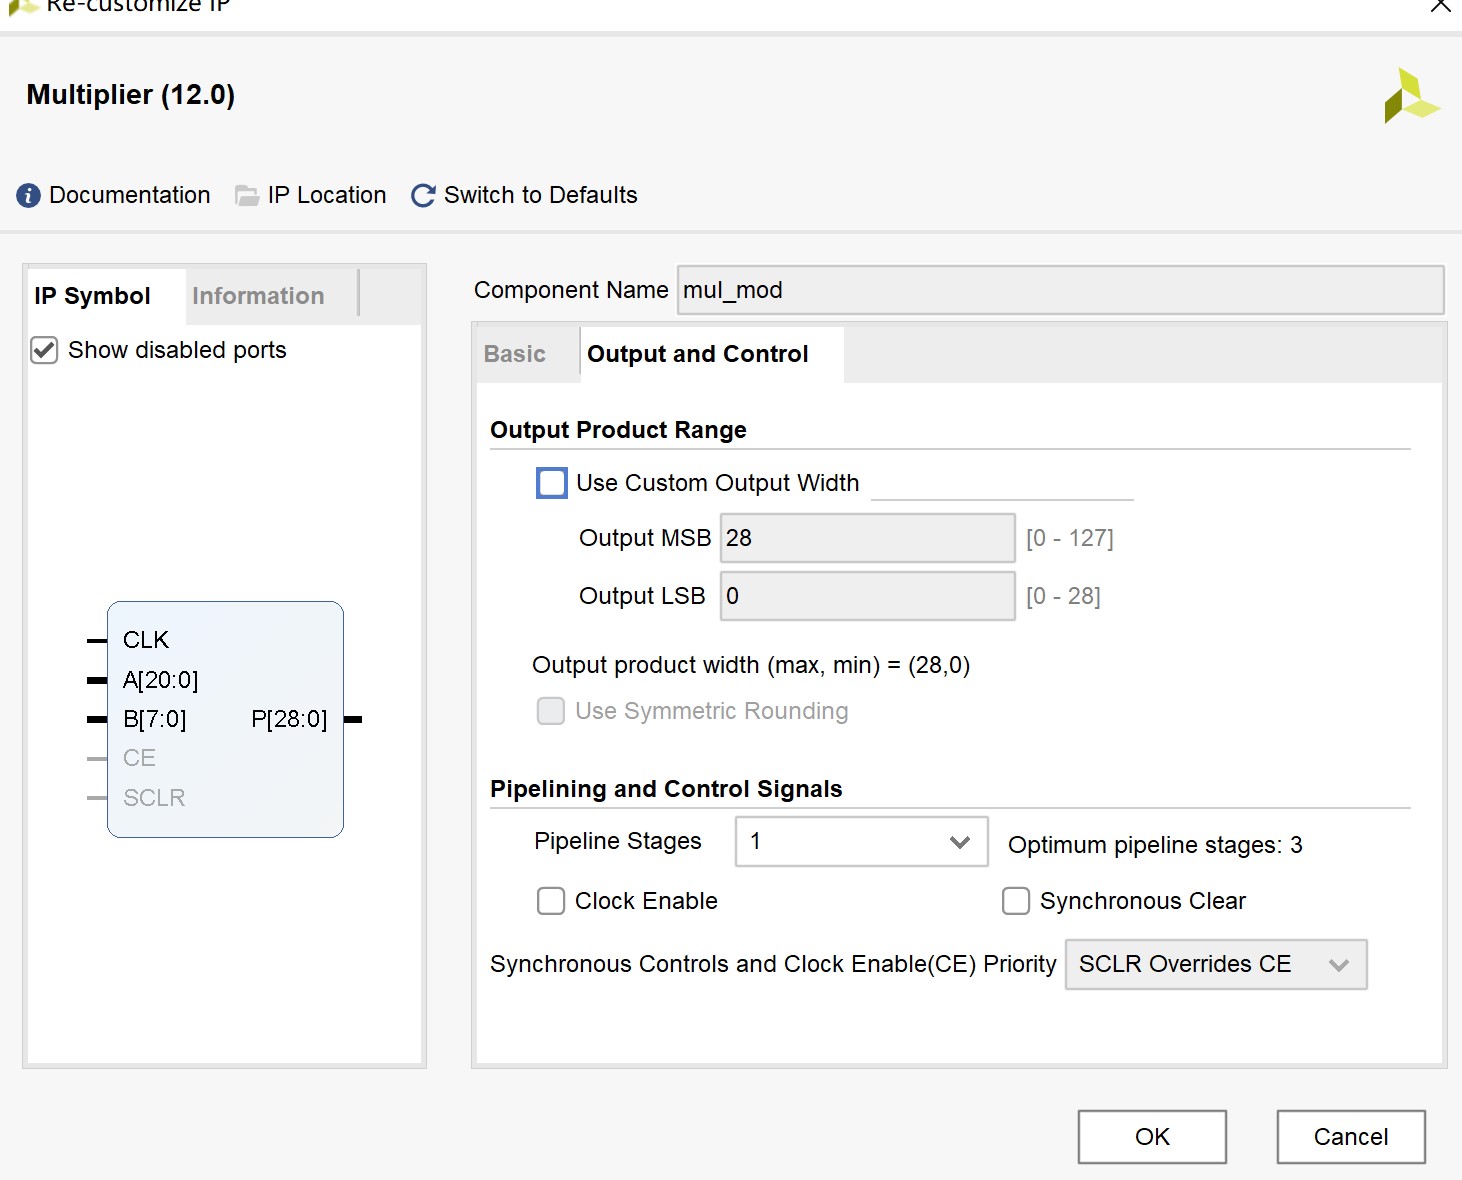 Re-customize IP
Multiplier (12.0)
Documentation IP Location Switch to Defaults
IP Symbol Information
Show disabled ports
CLK
A[20:0]
B[7:0] P[28:0]
CE
SCLR
Component Name mul_mod
Basic Output and Control
Output Product Range
Use Custom Output Width
Output MSB 28 [0 - 127]
Output LSB 0 [0 - 28]
Output product width (max, min) = (28,0)
Use Symmetric Rounding
Pipelining and Control Signals
Pipeline Stages 1 Optimum pipeline stages: 3
Clock Enable Synchronous Clear
Synchronous Controls and Clock Enable(CE) Priority SCLR Overrides CE
OK Cancel